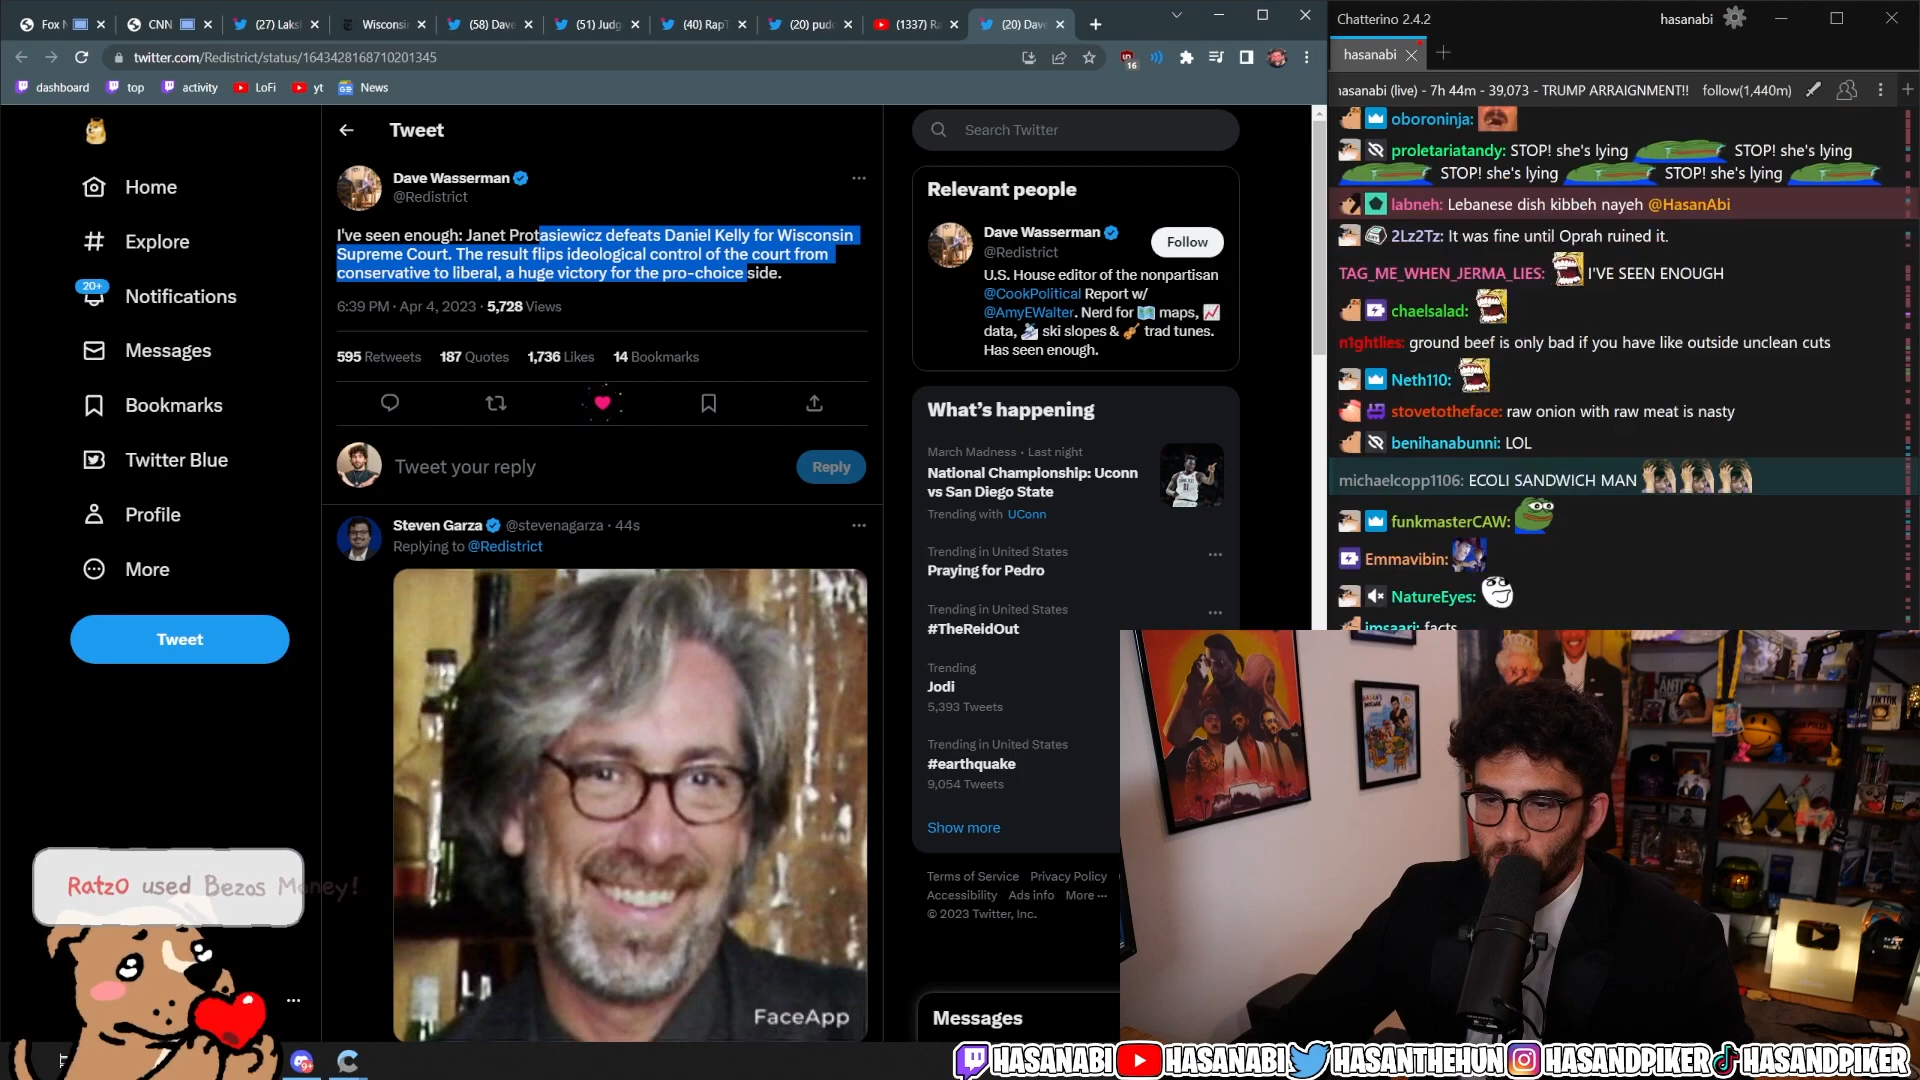 Fox N
CNN
(27) Laks
Wisconsin
(58) Dave
(51) Judg
(40) RapT
(20) pud
(1337) Ra
(20) Dave
twitter.com/Redistrict/status/1643428168710201345
16
dashboard
top
activity
LoFi
yt
News
Home
Explore
20+
Notifications
Messages
Bookmarks
Twitter Blue
Profile
More
Tweet
Tweet
Dave Wasserman
@Redistrict
I've seen enough: Janet Protasiewicz defeats Daniel Kelly for Wisconsin
Supreme Court. The result flips ideological control of the court from
conservative to liberal, a huge victory for the pro-choice side.
6:39 PM · Apr 4, 2023 · 5,728 Views
595 Retweets 187 Quotes 1,736 Likes 14 Bookmarks
Tweet your reply
Reply
Steven Garza @stevenagarza · 44s
Replying to @Redistrict
FaceApp
Search Twitter
Relevant people
Dave Wasserman
@Redistrict
Follow
U.S. House editor of the nonpartisan
@CookPolitical Report w/
@AmyEWalter. Nerd for maps,
data, ski slopes & trad tunes.
Has seen enough.
What's happening
March Madness · Last night
National Championship: Uconn
vs San Diego State
Trending with UConn
Trending in United States
Praying for Pedro
Trending in United States
#TheReidOut
Trending
Jodi
5,393 Tweets
Trending in United States
#earthquake
9,054 Tweets
Show more
Terms of Service Privacy Policy
Accessibility Ads info More ···
© 2023 Twitter, Inc.
Messages
Chatterino 2.4.2
hasanabi
hasanabi
hasanabi (live) - 7h 44m - 39,073 - TRUMP ARRAIGNMENT!! follow(1,440m)
oboroninja:
proletariatandy: STOP! she's lying STOP! she's lying
STOP! she's lying STOP! she's lying
labneh: Lebanese dish kibbeh nayeh @HasanAbi
2Lz2Tz: It was fine until Oprah ruined it.
TAG_ME_WHEN_JERMA_LIES: I'VE SEEN ENOUGH
chaelsalad:
n1ghtlies: ground beef is only bad if you have like outside unclean cuts
Neth110:
stovetotheface: raw onion with raw meat is nasty
benihanabunni: LOL
michaelcopp1106: ECOLI SANDWICH MAN
funkmasterCAW:
Emmavibin:
NatureEyes:
imsaari: facts
TIKTOK
RatzO used Bezos Money!
9+
HASANABI HASANABI HASANTHEHUN HASANDPIKER HASANDPIKER